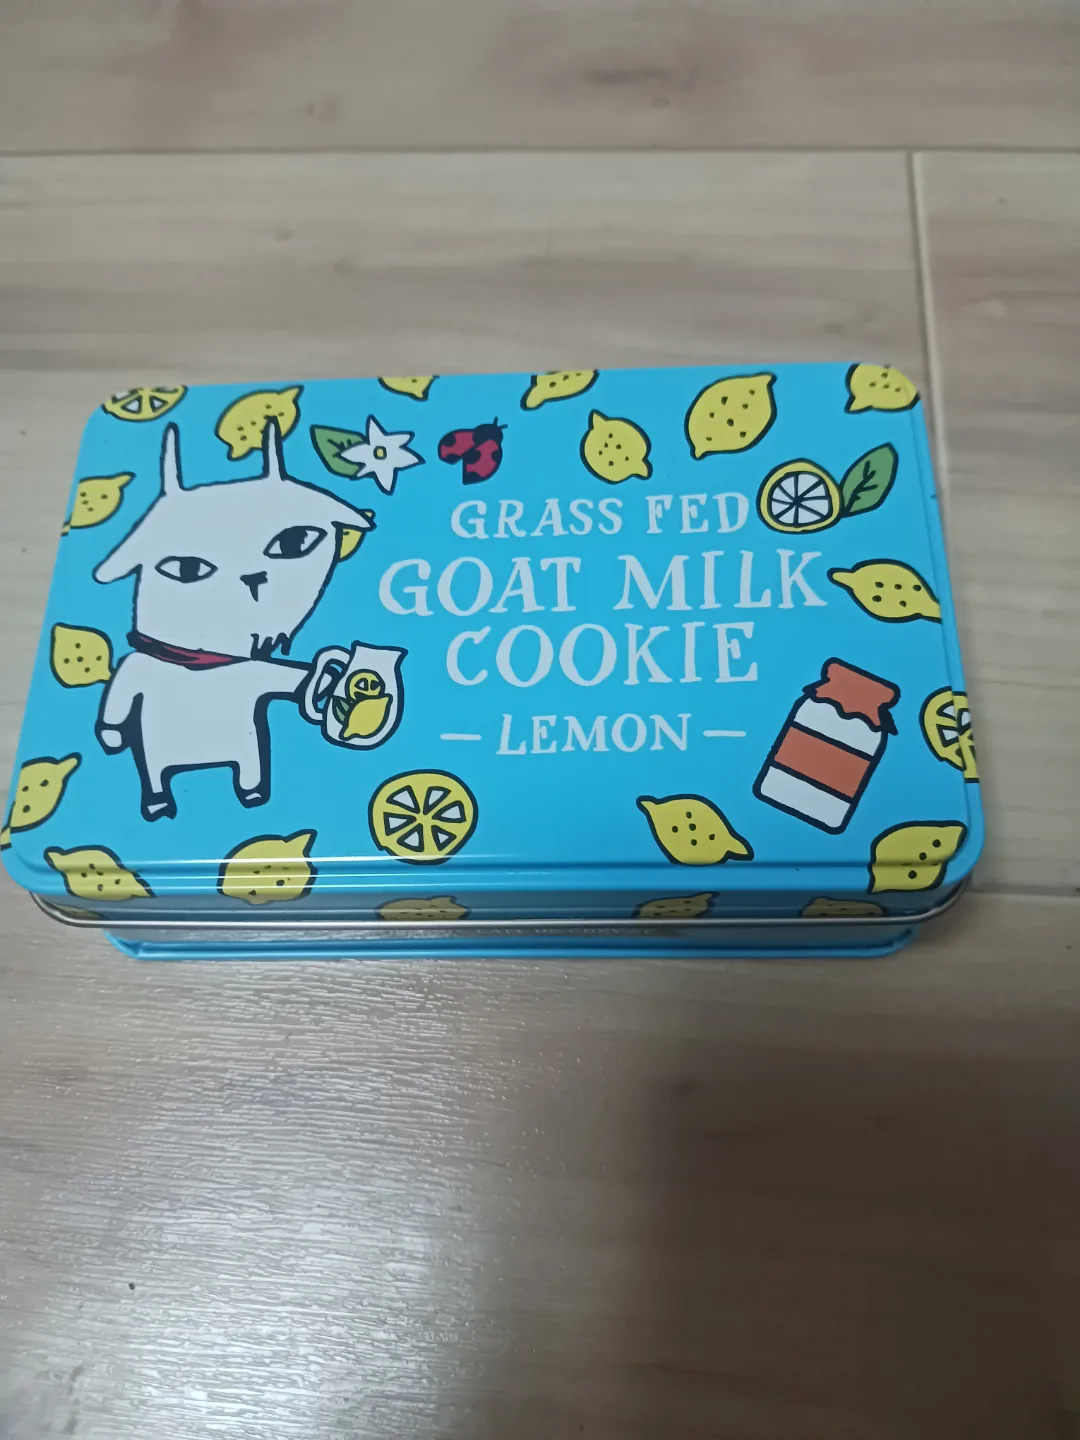 GRASS FED
GOAT MILK
COOKIE
— LEMON —